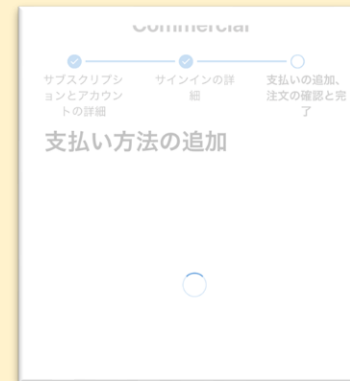 Commercial
サブスクリプシ
ョンとアカウン
トの詳細
サインインの詳
細
支払いの追加、
注文の確認と完
了
支払い方法の追加